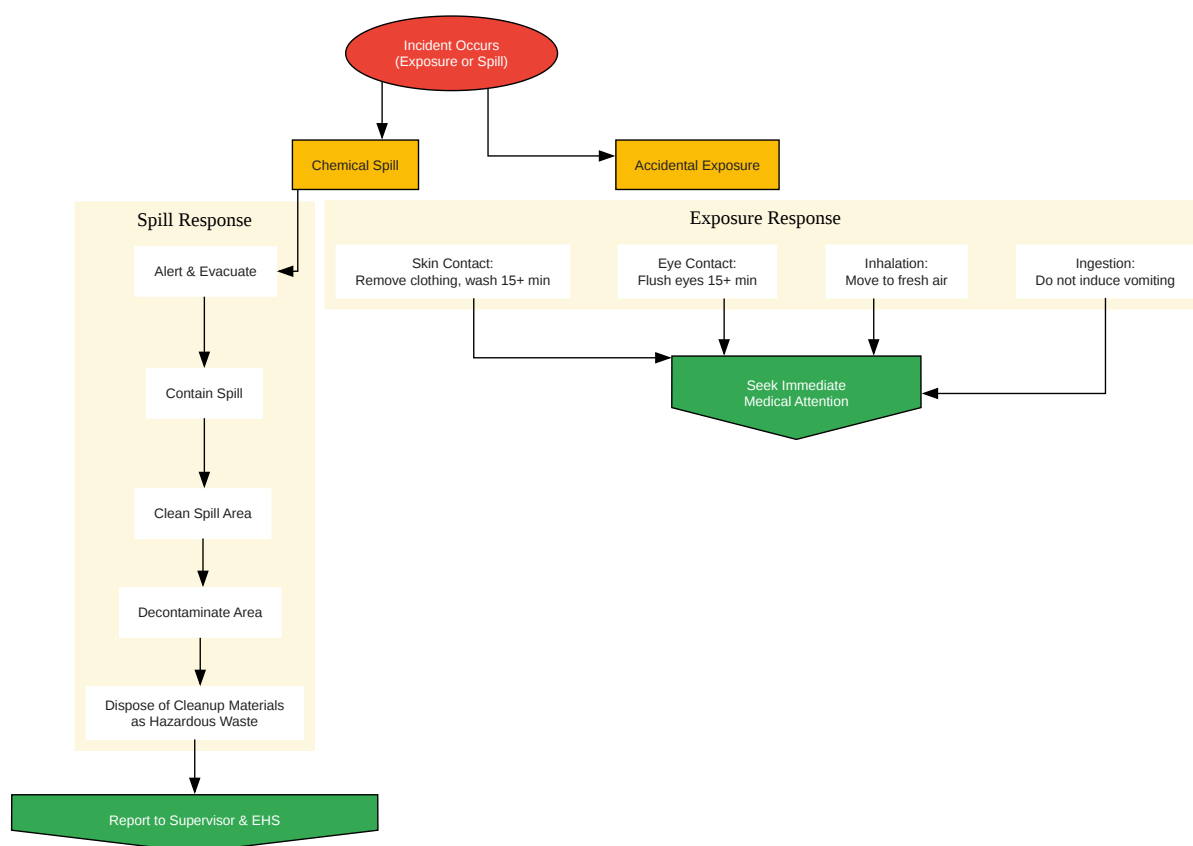 Incident Occurs
(Exposure or Spill)
Chemical Spill
Accidental Exposure
Spill Response
Alert & Evacuate
Contain Spill
Clean Spill Area
Decontaminate Area
Dispose of Cleanup Materials
as Hazardous Waste
Report to Supervisor & EHS
Exposure Response
Skin Contact:
Remove clothing, wash 15+ min
Eye Contact:
Flush eyes 15+ min
Inhalation:
Move to fresh air
Ingestion:
Do not induce vomiting
Seek Immediate
Medical Attention